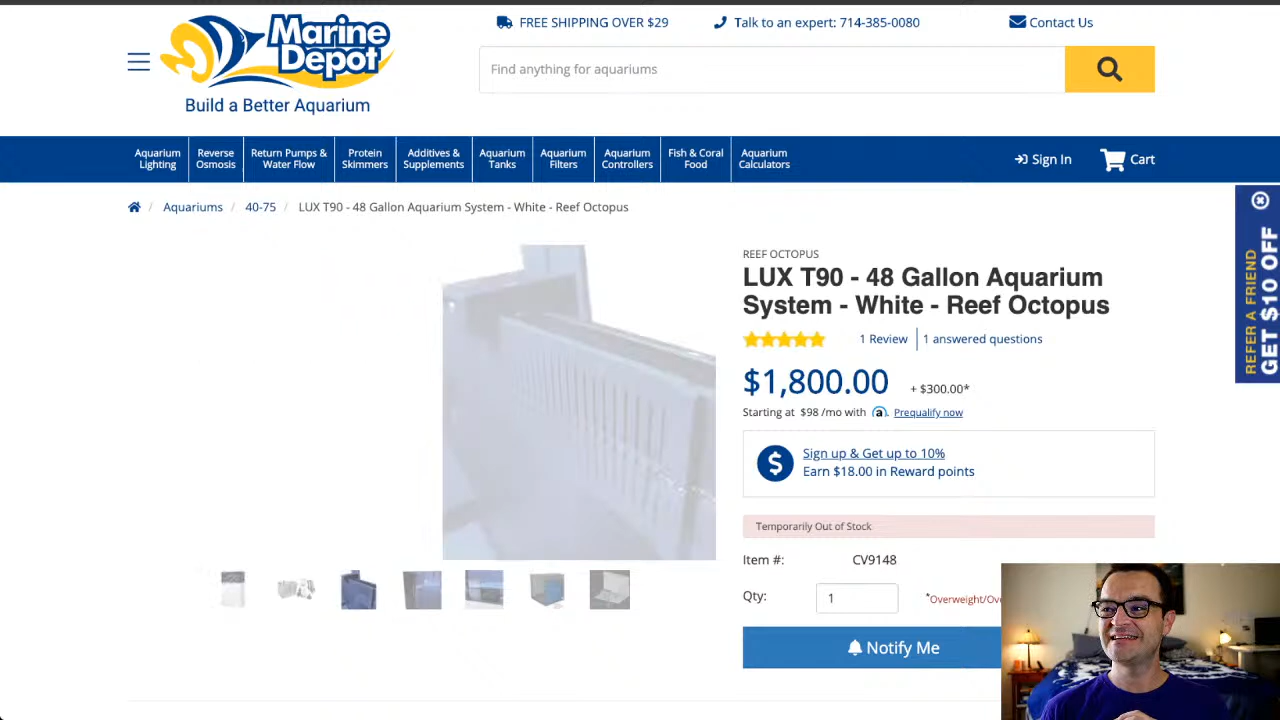 Marine
Depot
Build a Better Aquarium
FREE SHIPPING OVER $29
Talk to an expert: 714-385-0080
Contact Us
Find anything for aquariums
Aquarium
Lighting
Reverse
Osmosis
Return Pumps &
Water Flow
Protein
Skimmers
Additives &
Supplements
Aquarium
Tanks
Aquarium
Filters
Aquarium
Controllers
Fish & Coral
Food
Aquarium
Calculators
Sign In
Cart
/ Aquariums / 40-75 / LUX T90 - 48 Gallon Aquarium System - White - Reef Octopus
REFER A FRIEND
GET $10 OFF
REEF OCTOPUS
LUX T90 - 48 Gallon Aquarium
System - White - Reef Octopus
1 Review
1 answered questions
$1,800.00 + $300.00*
Starting at $98 /mo with a Prequalify now
$
Sign up & Get up to 10%
Earn $18.00 in Reward points
Temporarily Out of Stock
Item #: CV9148
Qty: 1
Notify Me